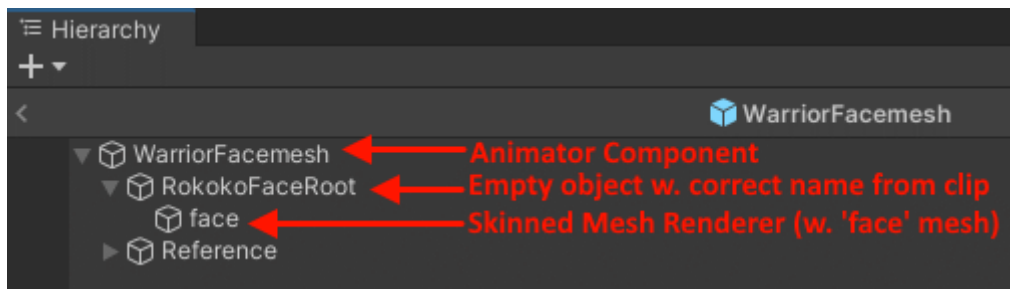 Hierarchy
WarriorFacemesh
WarriorFacemesh Animator Component
RokokoFaceRoot Empty object w. correct name from clip
face Skinned Mesh Renderer (w. 'face' mesh)
Reference